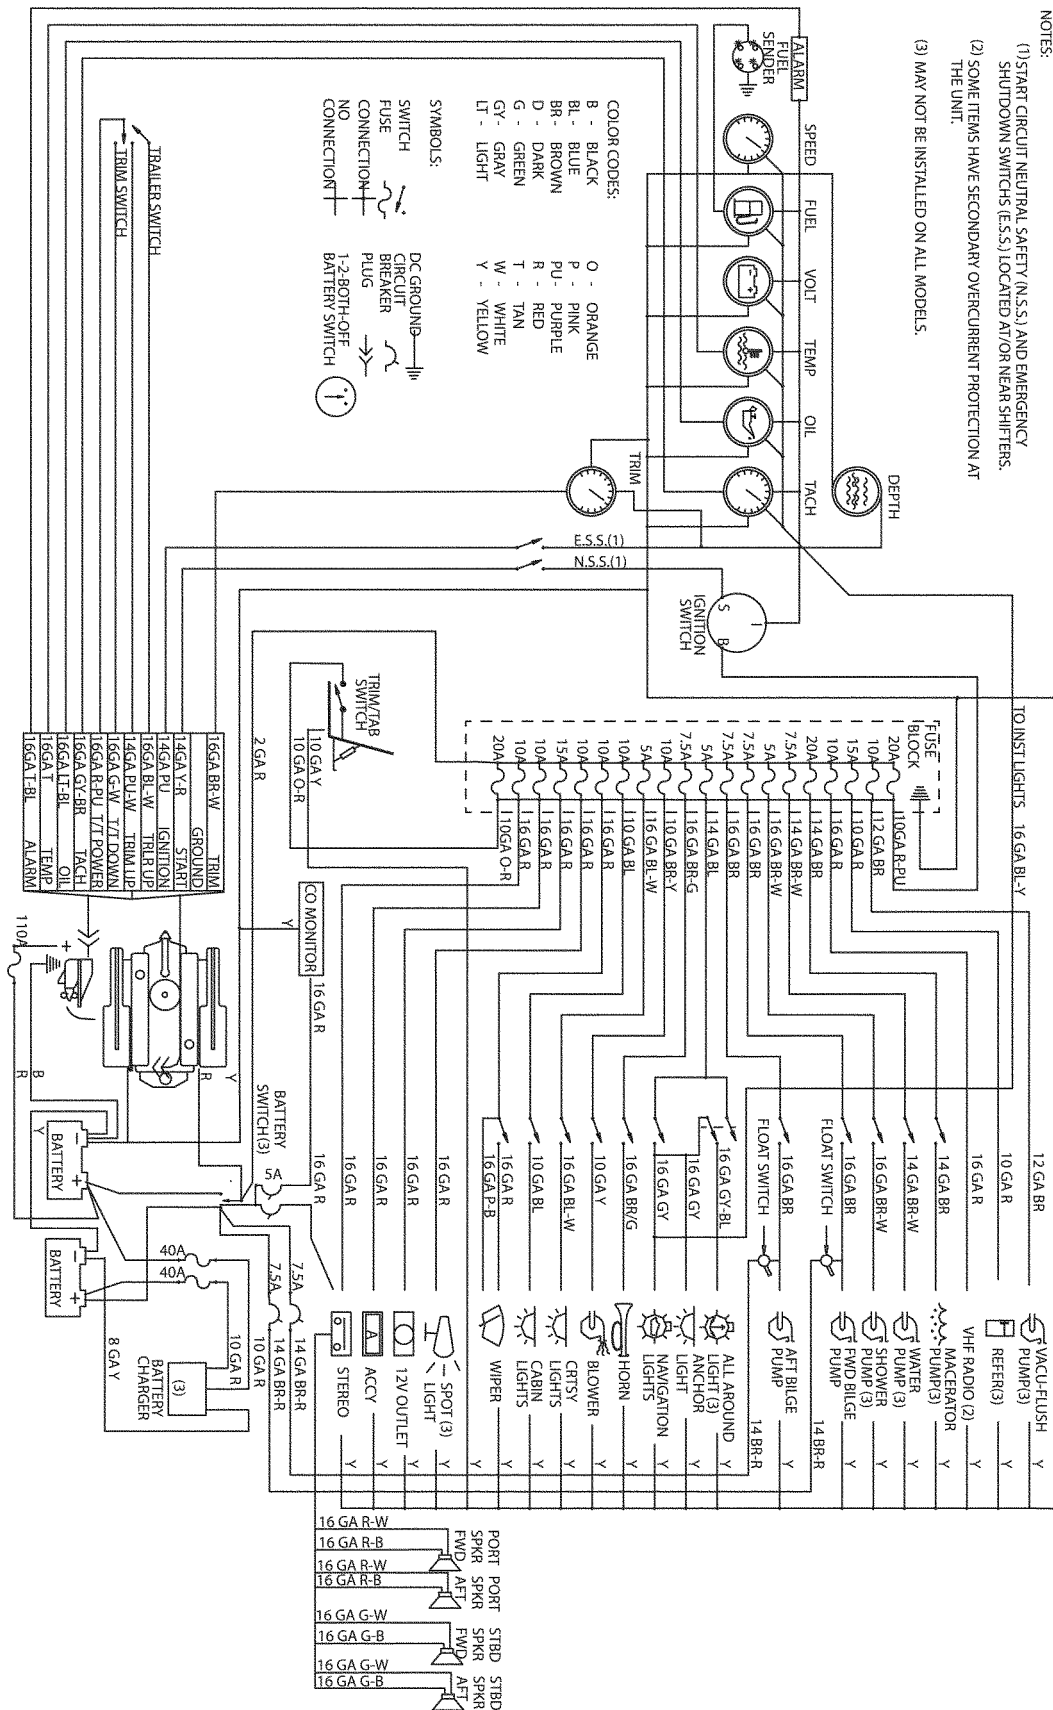 NOTES:
(1) START CIRCUIT NEUTRAL SAFETY (N.S.S.) AND EMERGENCY
SHUTDOWN SWITCHS (E.S.S.) LOCATED AT/OR NEAR SHIFTERS.
(2) SOME ITEMS HAVE SECONDARY OVERCURRENT PROTECTION AT
THE UNIT.
(3) MAY NOT BE INSTALLED ON ALL MODELS.
ALARM
FUEL
SENDER
SPEED
FUEL
VOLT
TEMP
OIL
TACH
DEPTH
TRIM
COLOR CODES:
B - BLACK
BL - BLUE
BR - BROWN
D - DARK
G - GREEN
GY - GRAY
LT - LIGHT
O - ORANGE
P - PINK
PU - PURPLE
R - RED
T - TAN
W - WHITE
Y - YELLOW
SYMBOLS:
SWITCH
FUSE
CONNECTION
NO
CONNECTION
DC GROUND
CIRCUIT
BREAKER
PLUG
1-2-BOTH-OFF
BATTERY SWITCH
TRAILER SWITCH
TRIM SWITCH
E.S.S.(1)
N.S.S.(1)
IGNITION
SWITCH
S
I
B
TO INST LIGHTS 16 GA BL-Y
TRIM/TAB
SWITCH
10 GA Y
10 GA O-R
2 GA R
FUSE
BLOCK
20A
10A
15A
10A
20A
7.5A
5A
7.5A
5A
7.5A
5A
10A
10A
10A
15A
10A
10A
20A
10GA R-PU
12 GA BR
10 GA R
16 GA R
14 GA BR
14 GA BR-W
16 GA BR-W
16 GA BR
16 GA BR
14 GA BL
16 GA BR-G
10 GA BR-Y
16 GA BL-W
10 GA BL
16 GA R
16 GA R
16 GA R
16 GA R
16 GA R
10GA O-R
16GA BR-W TRIM
GROUND
14GA Y-R START
14GA PU IGNITION
16GA BL-W TRLR UP
14GA PU-W TRIM UP
16GA G-W T/T DOWN
16GA R-PU T/T POWER
16GA GY-BR TACH
16GA LT-BL OIL
16GA T TEMP
16GA T-BL ALARM
CO MONITOR
Y
16 GA R
110A
+
R
B
Y
R
Y
BATTERY
SWITCH(3)
5A
BATTERY
- +
BATTERY
- +
40A
40A
7.5A
7.5A
14 GA BR-R
14 GA BR-R
10 GA R
10 GA R
8 GA Y
(3)
BATTERY
CHARGER
12 GA BR
10 GA R
16 GA R
14 GA BR
14 GA BR-W
16 GA BR-W
16 GA BR
FLOAT SWITCH
16 GA BR
FLOAT SWITCH
16 GA GY-BL
16 GA GY
16 GA GY
16 GA BR/G
10 GA Y
16 GA BL-W
10 GA BL
16 GA R
16 GA P-B
16 GA R
16 GA R
16 GA R
16 GA R
16 GA R
VACU-FLUSH
PUMP(3)
REFER(3)
VHF RADIO (2)
MACERATOR
PUMP(3)
WATER
PUMP (3)
SHOWER
PUMP (3)
FWD BILGE
PUMP
AFT BILGE
PUMP
ALL AROUND
LIGHT (3)
ANCHOR
LIGHT
NAVIGATION
LIGHTS
HORN
BLOWER
CRTSY
LIGHTS
CABIN
LIGHTS
WIPER
SPOT (3)
LIGHT
12V OUTLET
A
ACCY
STEREO
Y
Y
Y
Y
Y
Y
Y
14 BR-R
Y
14 BR-R
Y
Y
Y
Y
Y
Y
Y
Y
Y
Y
Y
Y
16 GA R-W
16 GA R-B
16 GA R-W
16 GA R-B
16 GA G-W
16 GA G-B
16 GA G-W
16 GA G-B
PORT
SPKR
FWD
PORT
SPKR
AFT
STBD
SPKR
FWD
STBD
SPKR
AFT